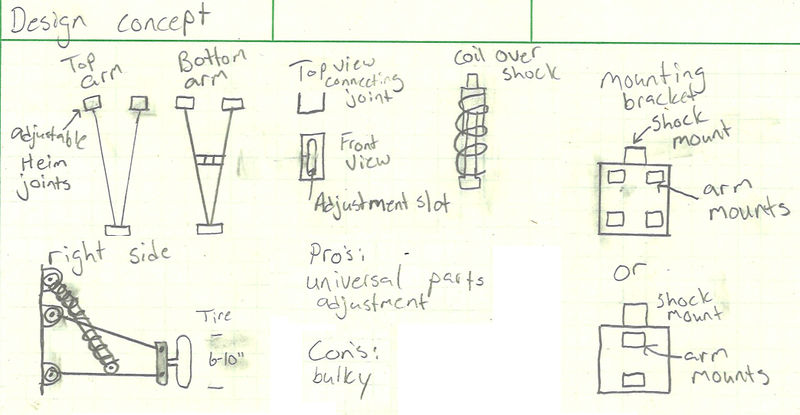 Design concept
Top
arm
Bottom
arm
adjustable
Heim
joints
Top view
connecting
joint
Front
View
Adjustment slot
coil over
shock
mounting
bracket
shock
mount
arm
mounts
right side
Tire
6-10"
Pro's:
universal parts
adjustment
Con's:
bulky
or
shock
mount
arm
mounts